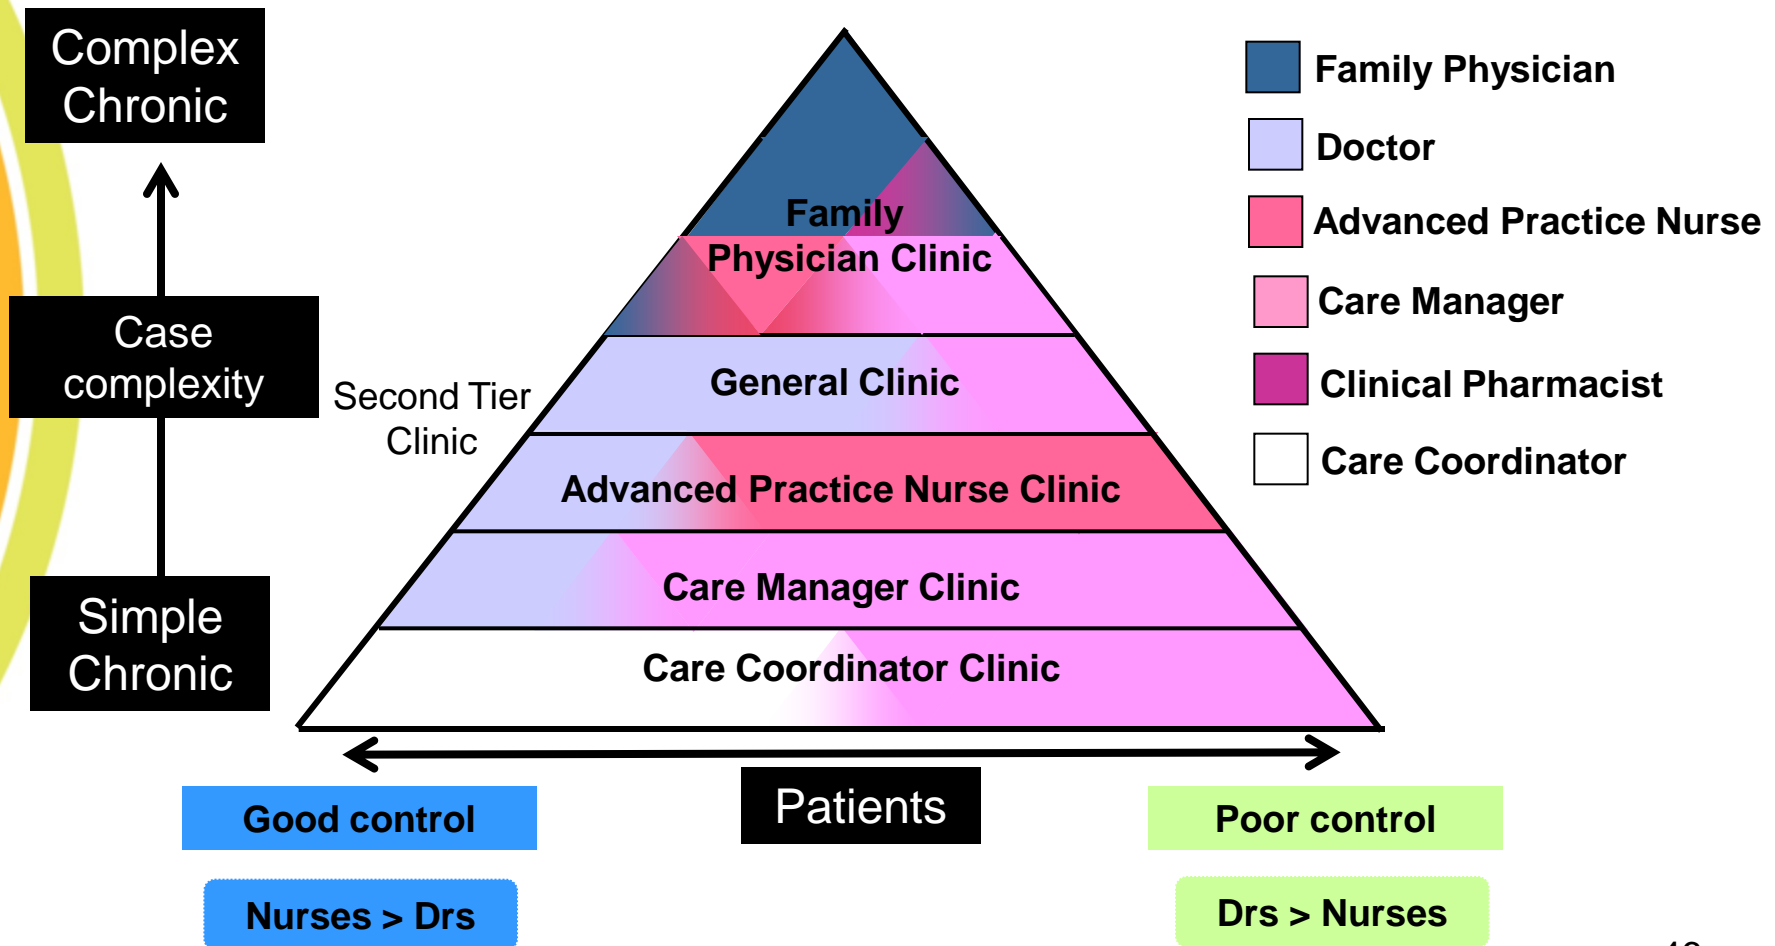 Complex
Chronic
Case
complexity
Simple
Chronic
Second Tier
Clinic
Family
Physician Clinic
General Clinic
Advanced Practice Nurse Clinic
Care Manager Clinic
Care Coordinator Clinic
Family Physician
Doctor
Advanced Practice Nurse
Care Manager
Clinical Pharmacist
Care Coordinator
Patients
Good control
Poor control
Nurses > Drs
Drs > Nurses